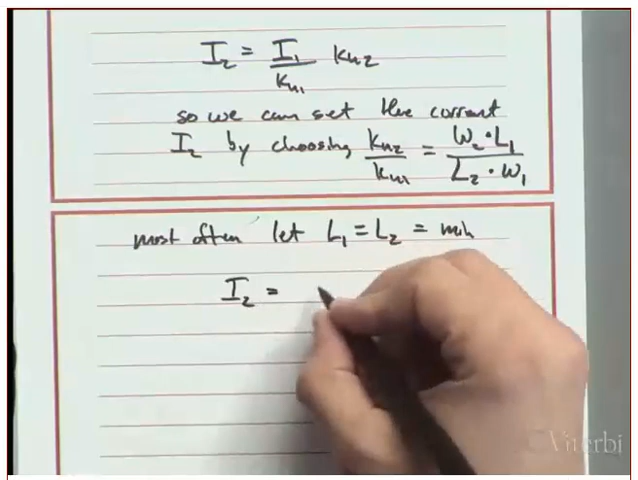 I₂ = I₁/kₙ₁ kₙ₂
so we can set the current
I₂ by choosing kₙ₂/kₙ₁ = W₂·L₁/L₂·W₁
most often let L₁ = L₂ = min
I₂ =
Viterbi